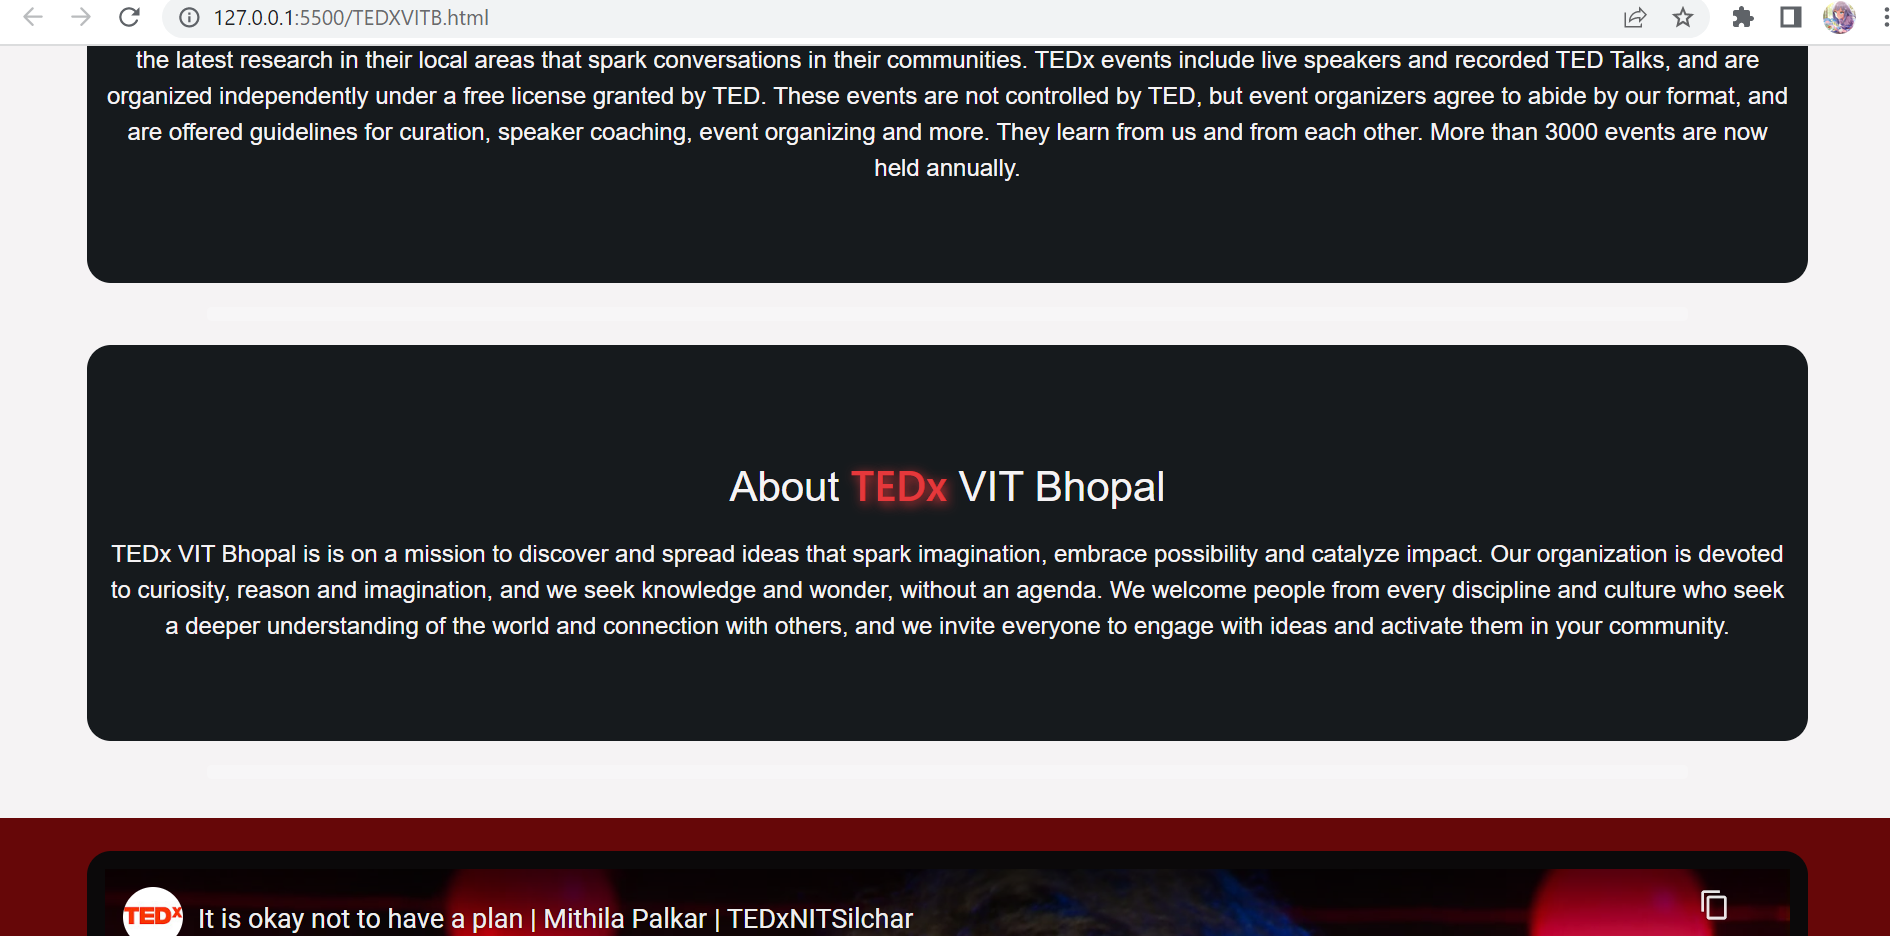 127.0.0.1:5500/TEDXVITB.html
the latest research in their local areas that spark conversations in their communities. TEDx events include live speakers and recorded TED Talks, and are
organized independently under a free license granted by TED. These events are not controlled by TED, but event organizers agree to abide by our format, and
are offered guidelines for curation, speaker coaching, event organizing and more. They learn from us and from each other. More than 3000 events are now
held annually.
About TEDx VIT Bhopal
TEDx VIT Bhopal is is on a mission to discover and spread ideas that spark imagination, embrace possibility and catalyze impact. Our organization is devoted
to curiosity, reason and imagination, and we seek knowledge and wonder, without an agenda. We welcome people from every discipline and culture who seek
a deeper understanding of the world and connection with others, and we invite everyone to engage with ideas and activate them in your community.
TEDx
It is okay not to have a plan | Mithila Palkar | TEDxNITSilchar